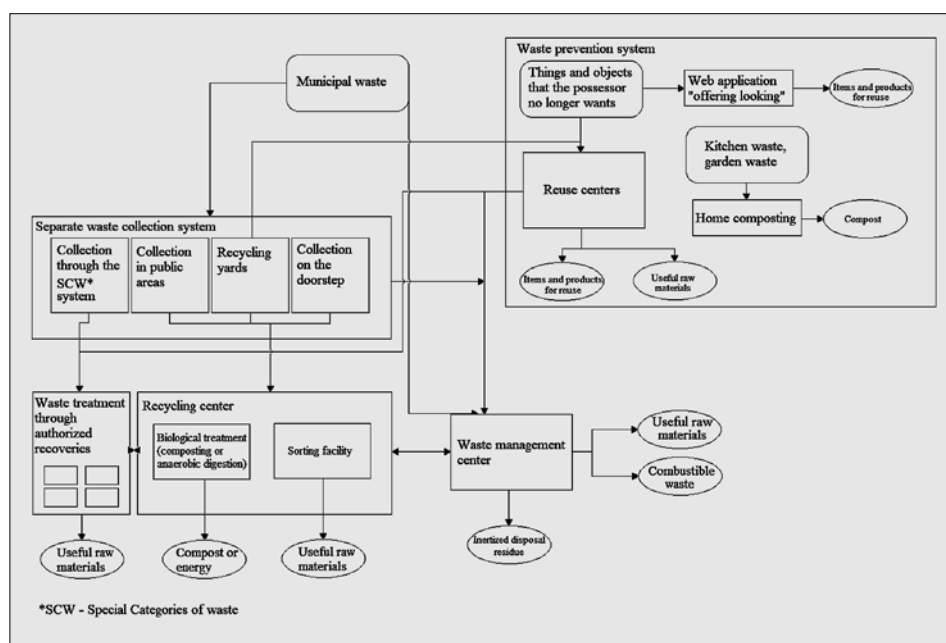 Waste prevention system
Municipal waste
Things and objects
that the possessor
no longer wants
Web application
"offering looking"
Items and products
for reuse
Kitchen waste,
garden waste
Reuse centers
Home composting
Compost
Separate waste collection system
Collection
through the
SCW*
system
Collection
in public
areas
Recycling
yards
Collection
on the
doorstep
Items and products
for reuse
Useful raw
materials
Waste treatment
through
authorized
recoveries
Recycling center
Biological treatment
(composting or
anaerobic digestion)
Sorting facility
Waste management
center
Useful raw
materials
Combustible
waste
Inertized disposal
residue
Useful raw
materials
Compost or
energy
Useful raw
materials
*SCW - Special Categories of waste